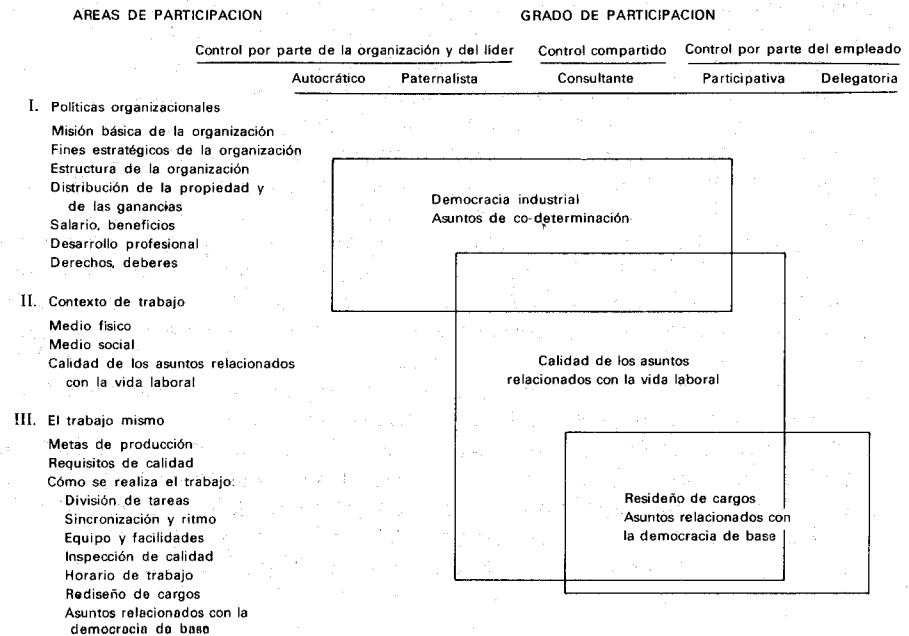 AREAS DE PARTICIPACION
GRADO DE PARTICIPACION
Control por parte de la organización y del líder
Control compartido
Control por parte del empleado
Autocrático
Paternalista
Consultante
Participativa
Delegatoria
I. Políticas organizacionales
Misión básica de la organización
Fines estratégicos de la organización
Estructura de la organización
Distribución de la propiedad y
de las ganancias
Salario, beneficios
Desarrollo profesional
Derechos, deberes
Democracia industrial
Asuntos de co-determinación
II. Contexto de trabajo
Medio físico
Medio social
Calidad de los asuntos relacionados
con la vida laboral
Calidad de los asuntos
relacionados con la vida laboral
III. El trabajo mismo
Metas de producción
Requisitos de calidad
Cómo se realiza el trabajo:
División de tareas
Sincronización y ritmo
Equipo y facilidades
Inspección de calidad
Horario de trabajo
Rediseño de cargos
Asuntos relacionados con la
democracia de base
Resideño de cargos
Asuntos relacionados con
la democracia de base